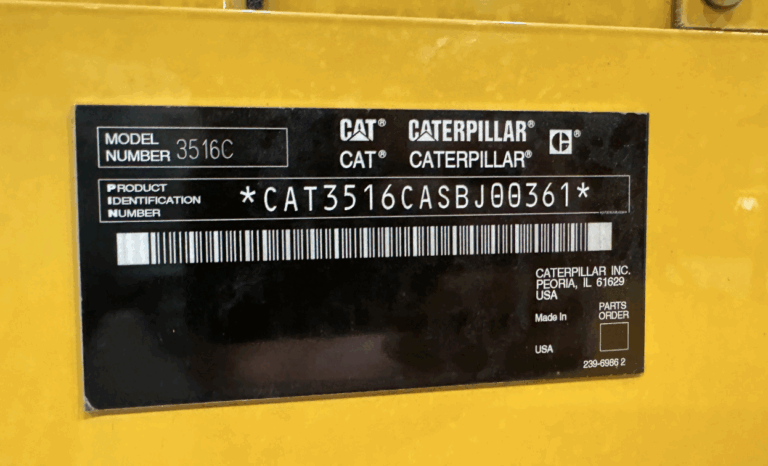 MODEL
NUMBER 3516C
CAT® CATERPILLAR® C®
CAT® CATERPILLAR®
PRODUCT
IDENTIFICATION
NUMBER
*CAT3516CASBJ00361*
CATERPILLAR INC.
PEORIA, IL 61629
USA
PARTS
ORDER
Made In
USA
239-6986 2